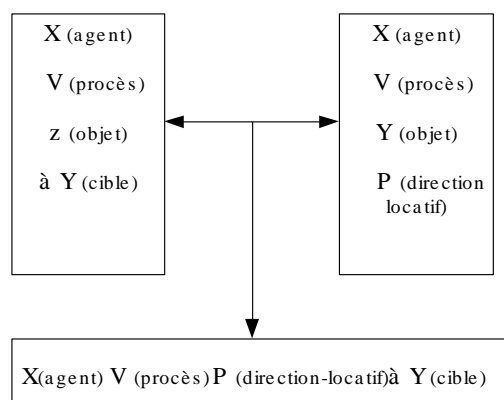 X (agent)
V (procès)
z (objet)
à Y (cible)
X (agent)
V (procès)
Y (objet)
P (direction
locatif)
X(agent) V (procès) P (direction-locatif)à Y (cible)